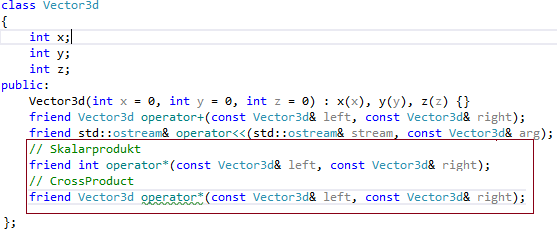 class Vector3d
{
    int x;
    int y;
    int z;
public:
    Vector3d(int x = 0, int y = 0, int z = 0) : x(x), y(y), z(z) {}
    friend Vector3d operator+(const Vector3d& left, const Vector3d& right);
    friend std::ostream& operator<<(std::ostream& stream, const Vector3d& arg);
    // Skalarprodukt
    friend int operator*(const Vector3d& left, const Vector3d& right);
    // CrossProduct
    friend Vector3d operator*(const Vector3d& left, const Vector3d& right);
};